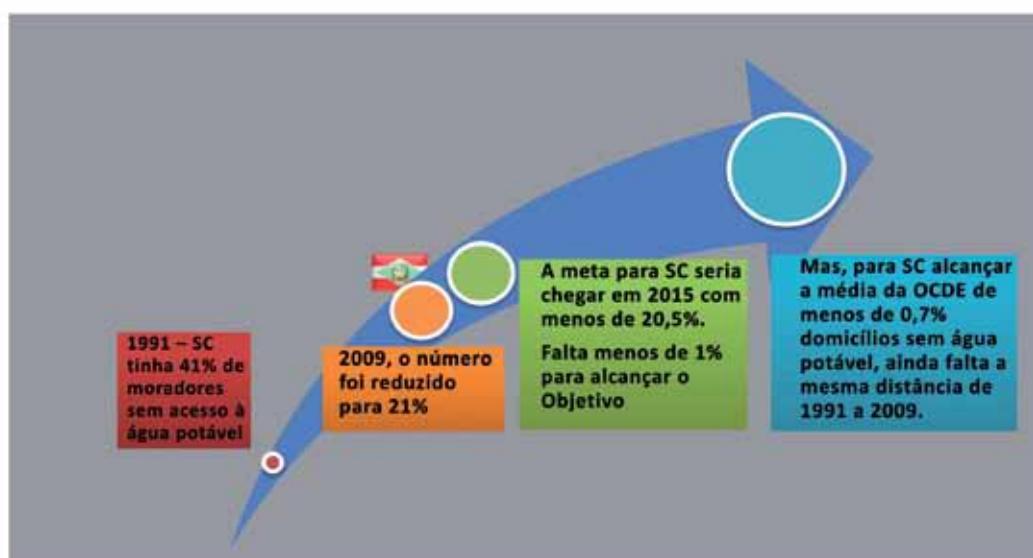 1991 – SC
tinha 41% de
moradores
sem acesso à
água potável
2009, o número
foi reduzido
para 21%
A meta para SC seria
chegar em 2015 com
menos de 20,5%.
Falta menos de 1%
para alcançar o
Objetivo
Mas, para SC alcançar
a média da OCDE de
menos de 0,7%
domicílios sem água
potável, ainda falta a
mesma distância de
1991 a 2009.